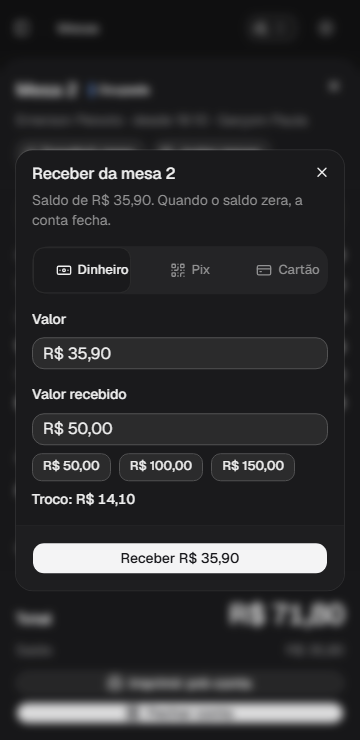 Mesa 2
Receber da mesa 2
Saldo de R$ 35,90. Quando o saldo zera, a
conta fecha.
Dinheiro
Pix
Cartão
Valor
R$ 35,90
Valor recebido
R$ 50,00
R$ 50,00
R$ 100,00
R$ 150,00
Troco: R$ 14,10
Receber R$ 35,90
Total
R$ 71,80